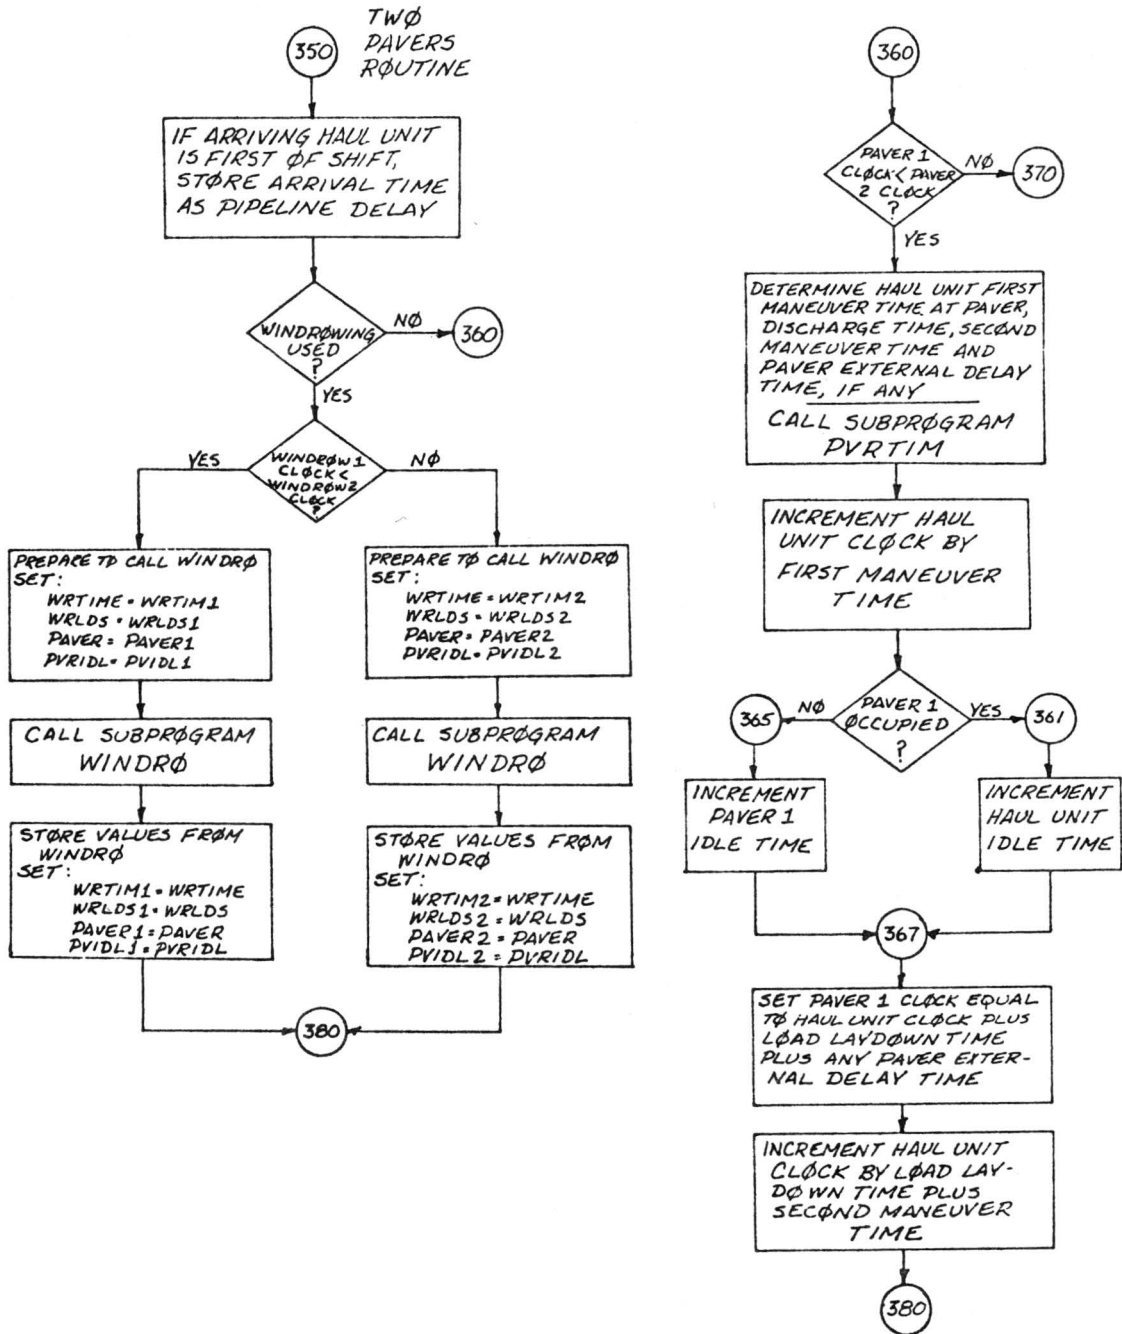 350
TWØ
PAVERS
RØUTINE
IF ARRIVING HAUL UNIT
IS FIRST ØF SHIFT,
STØRE ARRIVAL TIME
AS PIPELINE DELAY
WINDRØWING
USED
?
NØ
360
YES
WINDRØW1
CLØCK <
WINDRØW2
CLØCK
?
YES
NØ
PREPARE TØ CALL WINDRØ
SET:
WRTIME = WRTIM1
WRLDS = WRLDS1
PAVER = PAVER1
PVRIDL = PVIDL1
CALL SUBPRØGRAM
WINDRØ
STØRE VALUES FRØM
WINDRØ
SET:
WRTIM1 = WRTIME
WRLDS1 = WRLDS
PAVER1 = PAVER
PVIDL1 = PVRIDL
PREPARE TØ CALL WINDRØ
SET:
WRTIME = WRTIM2
WRLDS = WRLDS2
PAVER = PAVER2
PVRIDL = PVIDL2
CALL SUBPRØGRAM
WINDRØ
STØRE VALUES FRØM
WINDRØ
SET:
WRTIM2 = WRTIME
WRLDS2 = WRLDS
PAVER2 = PAVER
PVIDL2 = PVRIDL
380
360
PAVER 1
CLØCK < PAVER
2 CLØCK
?
NØ
370
YES
DETERMINE HAUL UNIT FIRST
MANEUVER TIME AT PAVER,
DISCHARGE TIME, SECØND
MANEUVER TIME AND
PAVER EXTERNAL DELAY
TIME, IF ANY
CALL SUBPRØGRAM
PVRTIM
INCREMENT HAUL
UNIT CLØCK BY
FIRST MANEUVER
TIME
PAVER 1
ØCCUPIED
?
NØ
365
YES
361
INCREMENT
PAVER 1
IDLE TIME
INCREMENT
HAUL UNIT
IDLE TIME
367
SET PAVER 1 CLØCK EQUAL
TØ HAUL UNIT CLØCK PLUS
LØAD LAYDØWN TIME
PLUS ANY PAVER EXTER-
NAL DELAY TIME
INCREMENT HAUL UNIT
CLØCK BY LØAD LAY-
DØWN TIME PLUS
SECØND MANEUVER
TIME
380